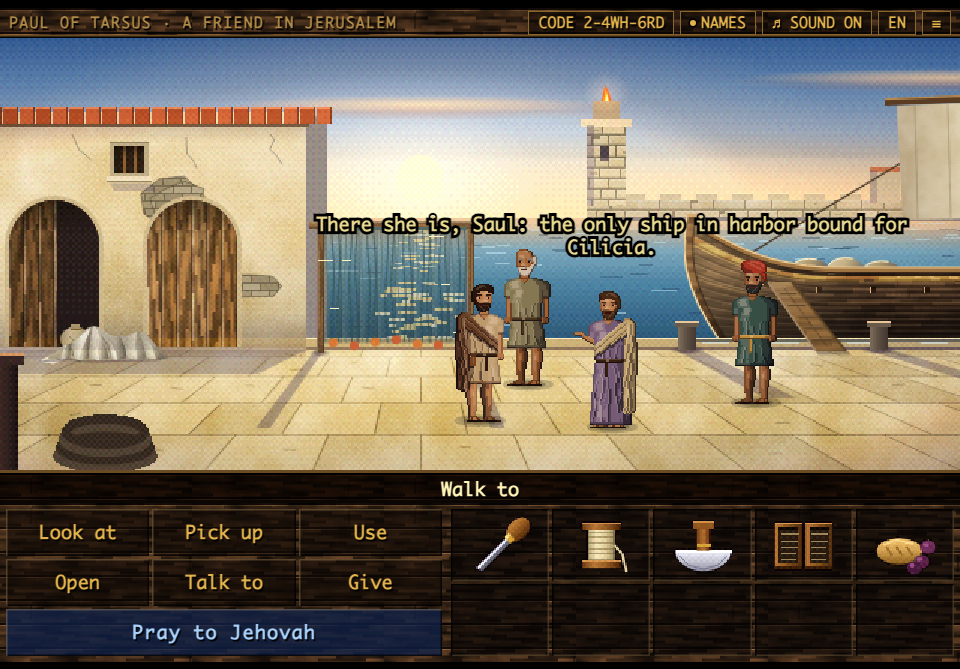 PAUL OF TARSUS · A FRIEND IN JERUSALEM
CODE 2-4WH-6RD
• NAMES
♬ SOUND ON
EN
≡
There she is, Saul: the only ship in harbor bound for
Cilicia.
Walk to
Look at
Pick up
Use
Open
Talk to
Give
Pray to Jehovah